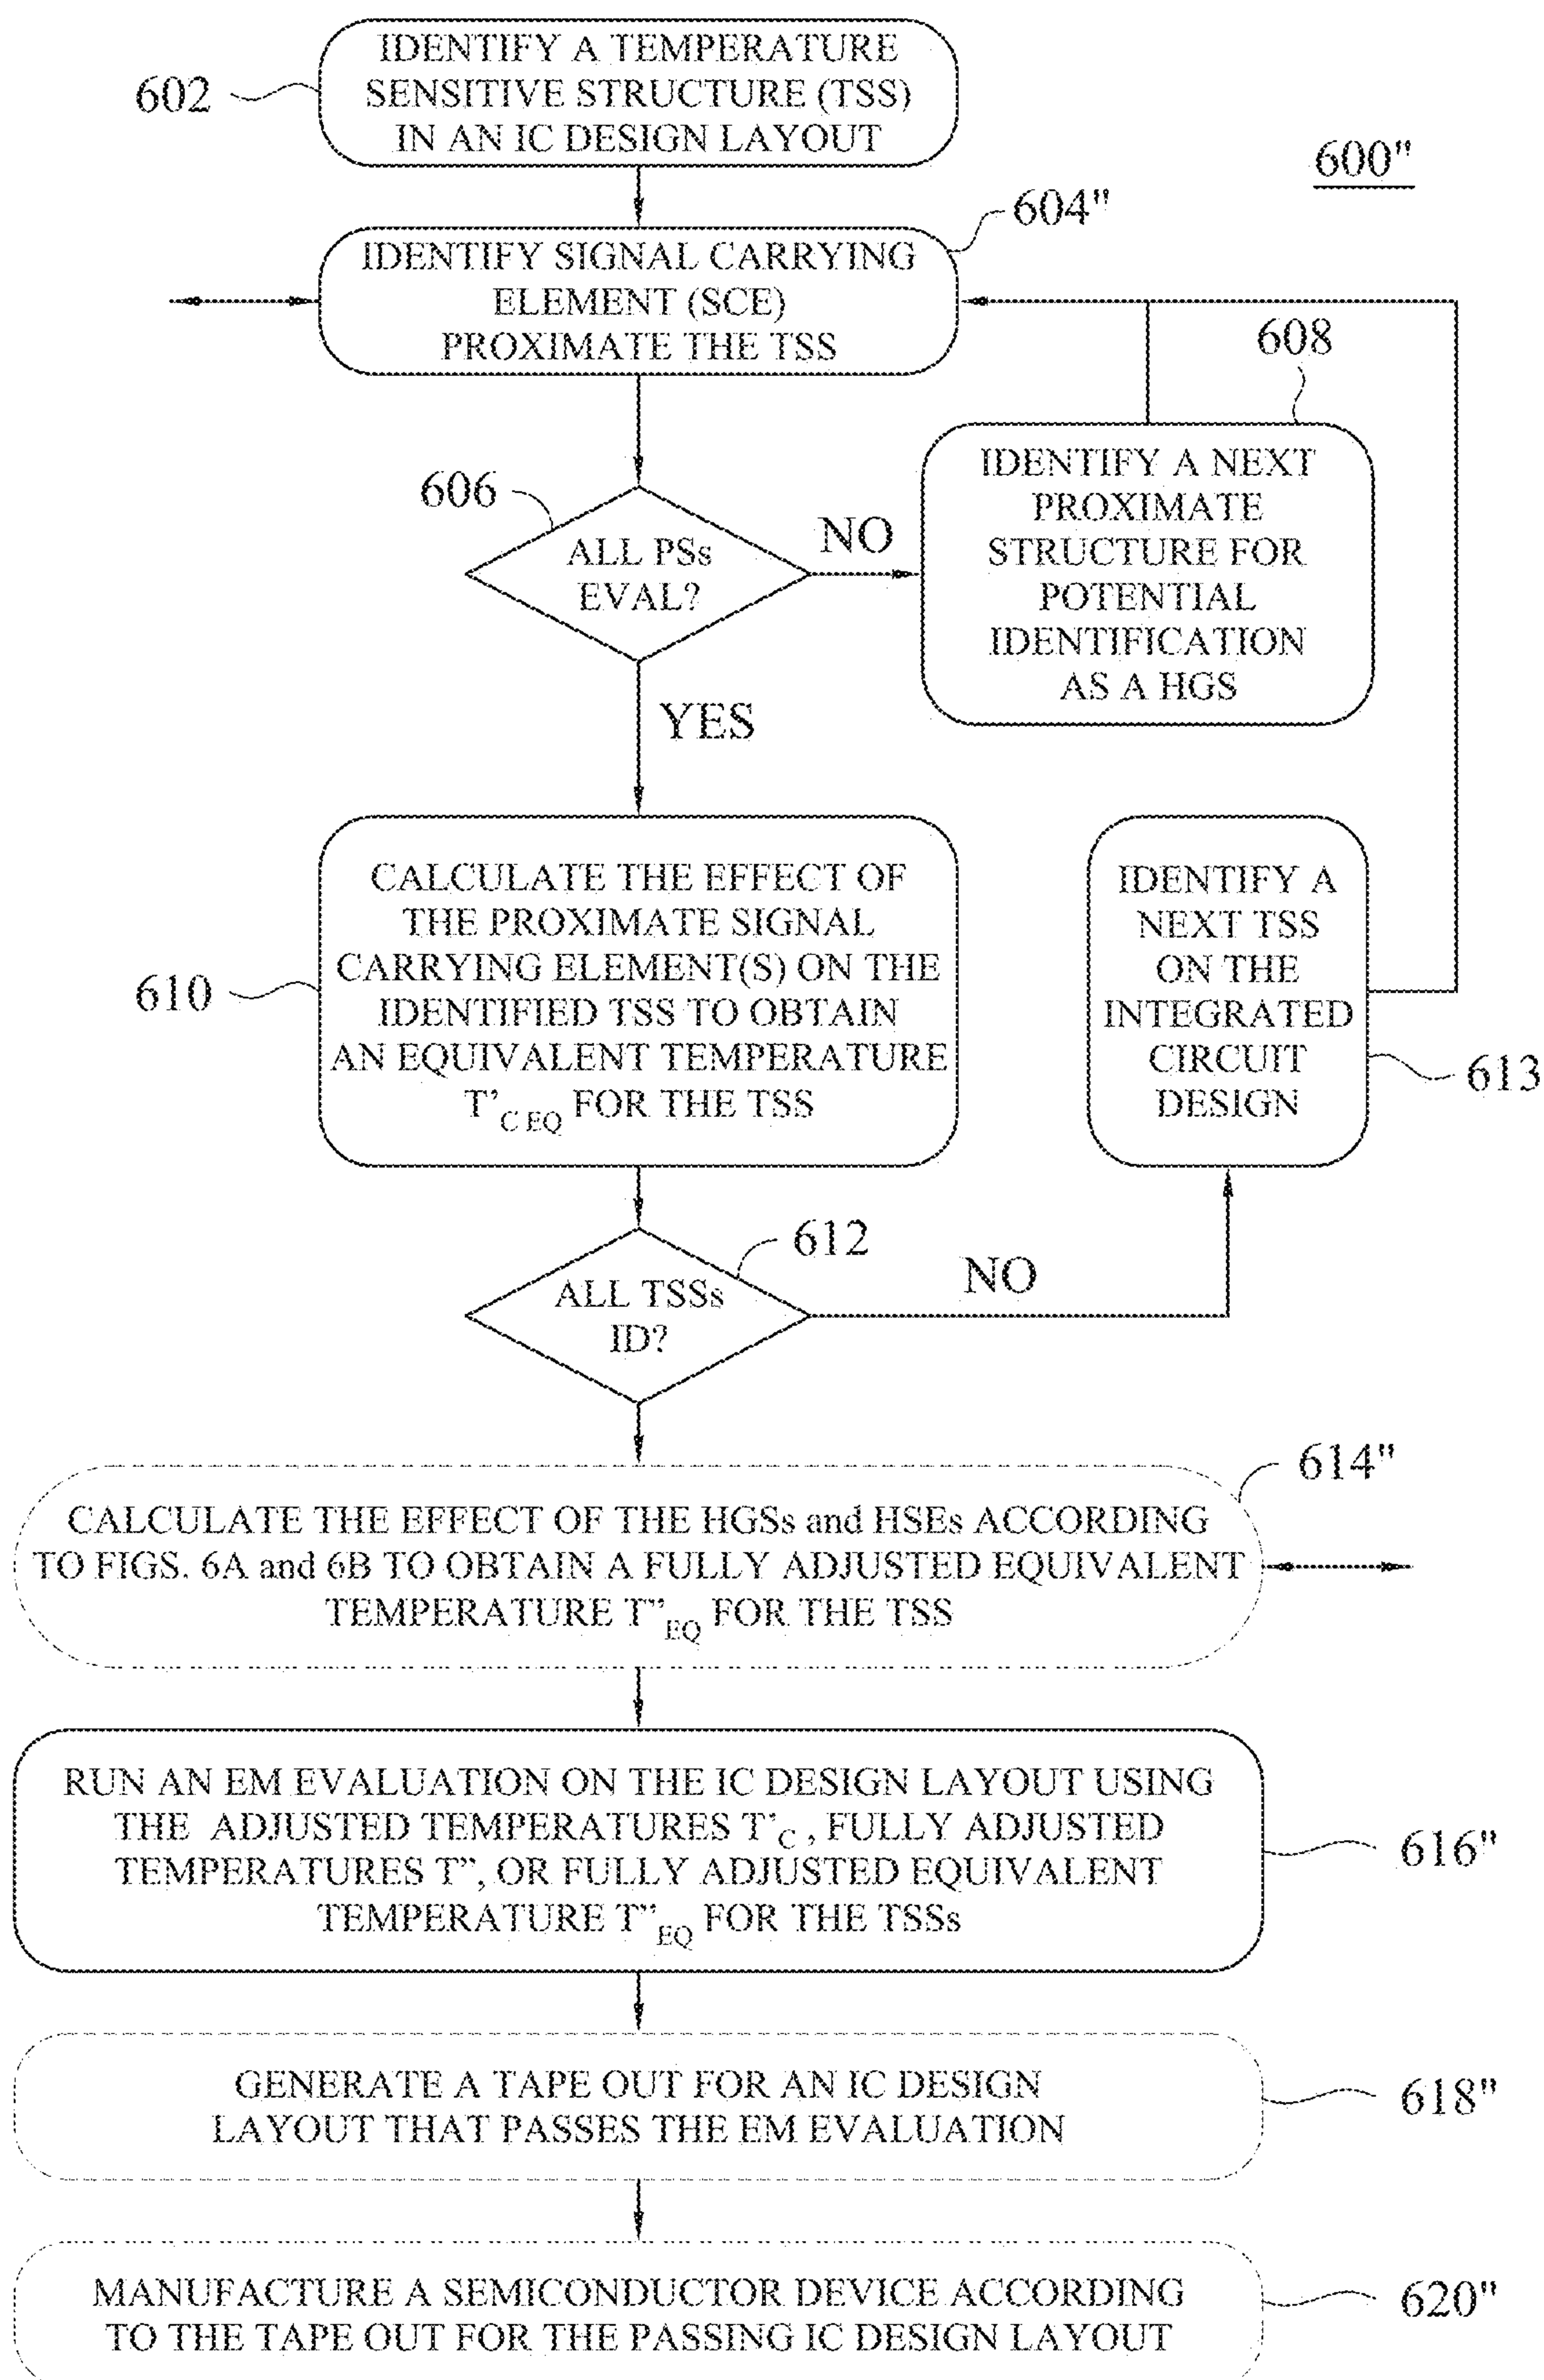 IDENTIFY A TEMPERATURE
SENSITIVE STRUCTURE (TSS)
IN AN IC DESIGN LAYOUT
602
600"
604"
IDENTIFY SIGNAL CARRYING
ELEMENT (SCE)
PROXIMATE THE TSS
608
606
ALL PSs
EVAL?
NO
IDENTIFY A NEXT
PROXIMATE
STRUCTURE FOR
POTENTIAL
IDENTIFICATION
AS A HGS
YES
CALCULATE THE EFFECT OF
THE PROXIMATE SIGNAL
CARRYING ELEMENT(S) ON THE
IDENTIFIED TSS TO OBTAIN
AN EQUIVALENT TEMPERATURE
T'C EQ FOR THE TSS
610
IDENTIFY A
NEXT TSS
ON THE
INTEGRATED
CIRCUIT
DESIGN
613
612
ALL TSSs
ID?
NO
614"
CALCULATE THE EFFECT OF THE HGSs and HSEs ACCORDING
TO FIGS. 6A and 6B TO OBTAIN A FULLY ADJUSTED EQUIVALENT
TEMPERATURE T"EQ FOR THE TSS
RUN AN EM EVALUATION ON THE IC DESIGN LAYOUT USING
THE ADJUSTED TEMPERATURES T'C , FULLY ADJUSTED
TEMPERATURES T", OR FULLY ADJUSTED EQUIVALENT
TEMPERATURE T"EQ FOR THE TSSs
616"
GENERATE A TAPE OUT FOR AN IC DESIGN
LAYOUT THAT PASSES THE EM EVALUATION
618"
MANUFACTURE A SEMICONDUCTOR DEVICE ACCORDING
TO THE TAPE OUT FOR THE PASSING IC DESIGN LAYOUT
620"